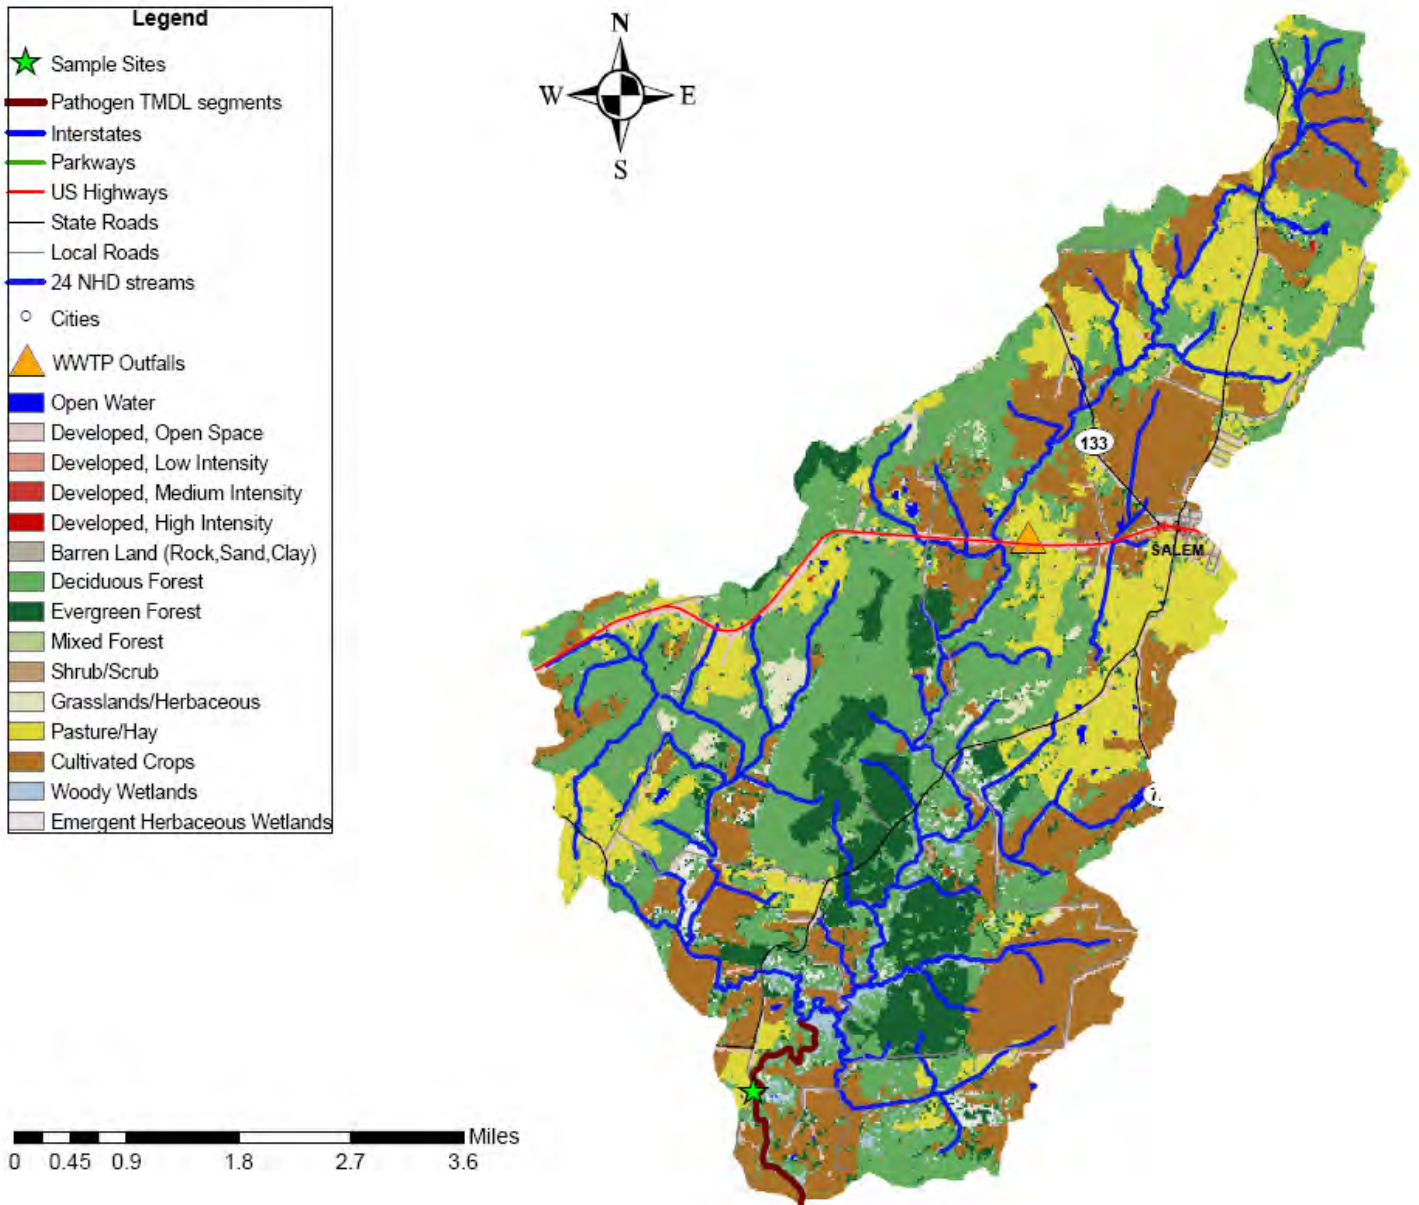 Legend
Sample Sites
Pathogen TMDL segments
Interstates
Parkways
US Highways
State Roads
Local Roads
24 NHD streams
Cities
WWTP Outfalls
Open Water
Developed, Open Space
Developed, Low Intensity
Developed, Medium Intensity
Developed, High Intensity
Barren Land (Rock,Sand,Clay)
Deciduous Forest
Evergreen Forest
Mixed Forest
Shrub/Scrub
Grasslands/Herbaceous
Pasture/Hay
Cultivated Crops
Woody Wetlands
Emergent Herbaceous Wetlands
N
W E
S
133
SALEM
Miles
0 0.45 0.9 1.8 2.7 3.6